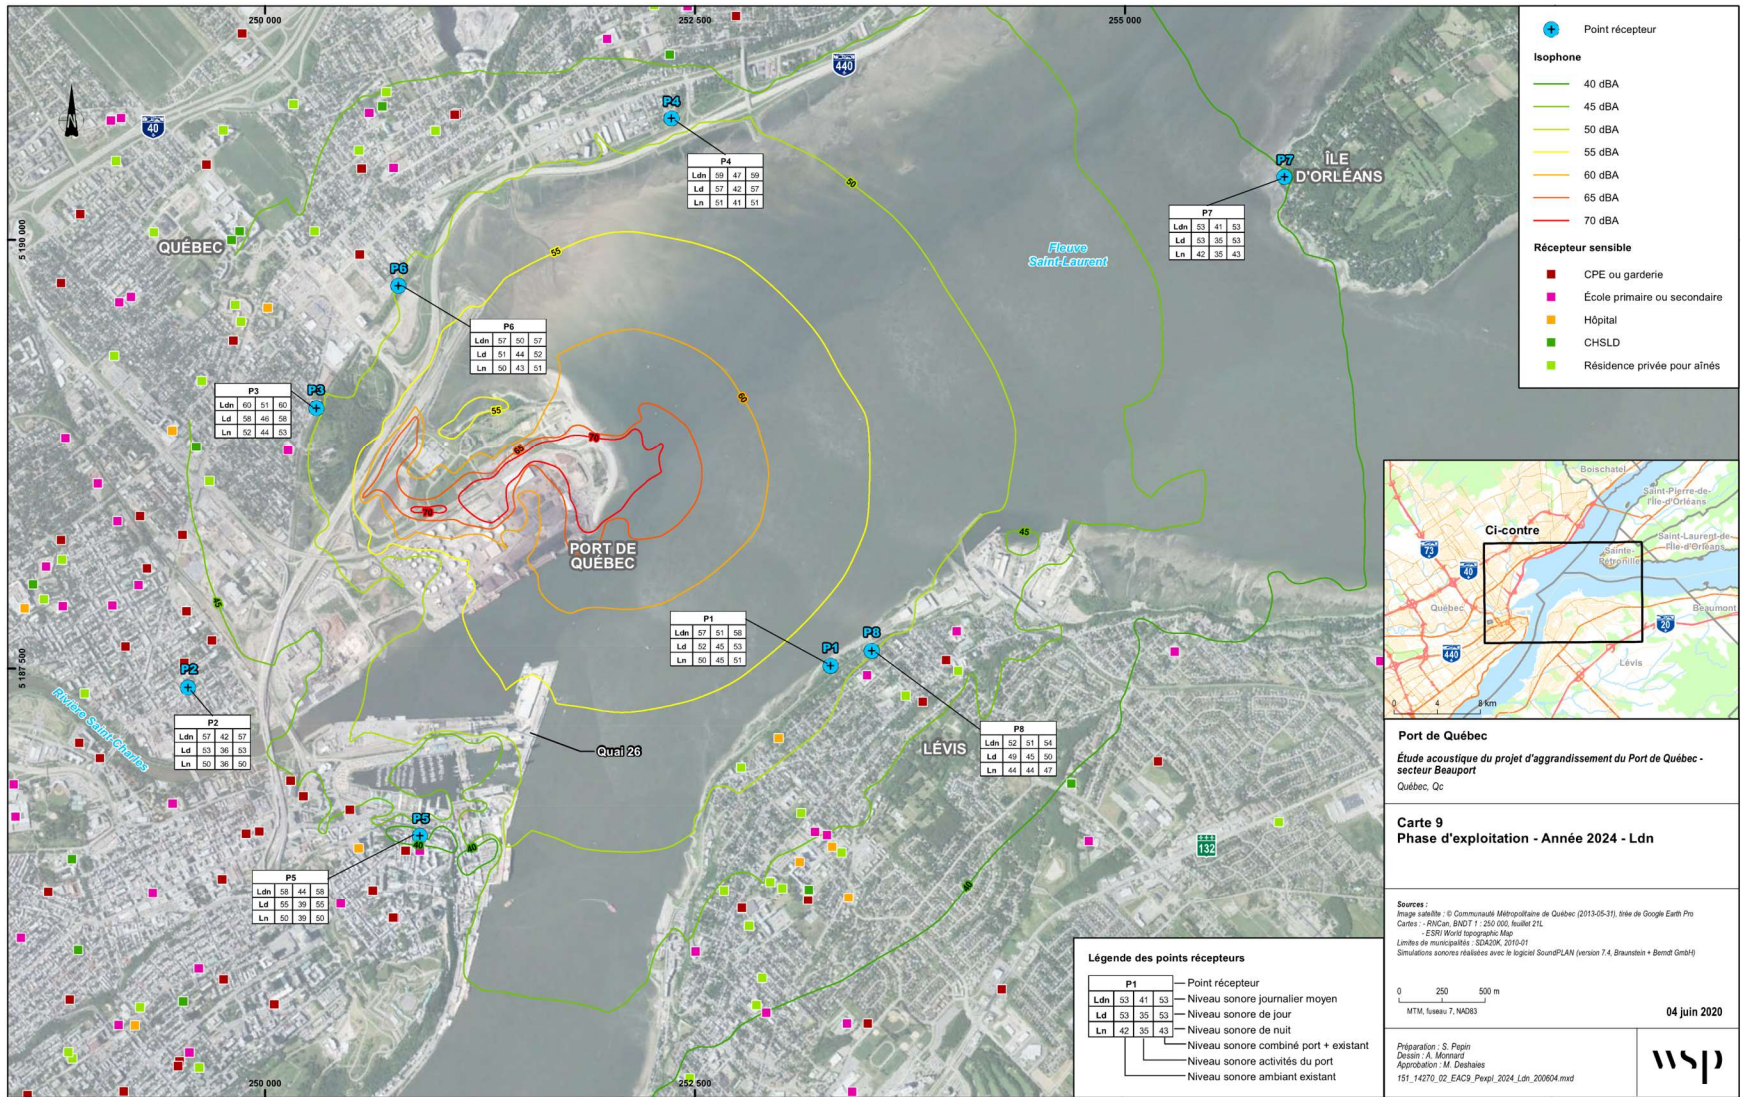 250 000
252 500
255 000
5 190 000
5 187 500
40
440
P4
P4
Ldn 59 47 59
Ld 57 42 57
Ln 51 41 51
50
P7
ÎLE
D'ORLÉANS
P7
Ldn 53 41 53
Ld 53 35 53
Ln 42 35 43
QUÉBEC
Fleuve
Saint-Laurent
55
P6
P6
Ldn 57 50 57
Ld 51 44 52
Ln 50 43 51
P3
P3
Ldn 60 51 60
Ld 58 46 58
Ln 52 44 53
55
60
70
65
70
PORT DE
QUÉBEC
45
45
P1
Ldn 57 51 58
Ld 52 45 53
Ln 50 45 51
P1
P8
P2
Rivière Saint-Charles
P2
Ldn 57 42 57
Ld 53 36 53
Ln 50 36 50
Quai 26
LÉVIS
P8
Ldn 52 51 54
Ld 49 45 50
Ln 44 44 47
P5
40
40
P5
Ldn 58 44 58
Ld 55 39 55
Ln 50 39 50
132
40
250 000
252 500
Légende des points récepteurs
P1
Ldn 53 41 53
Ld 53 35 53
Ln 42 35 43
Point récepteur
Niveau sonore journalier moyen
Niveau sonore de jour
Niveau sonore de nuit
Niveau sonore combiné port + existant
Niveau sonore activités du port
Niveau sonore ambiant existant
Point récepteur
Isophone
40 dBA
45 dBA
50 dBA
55 dBA
60 dBA
65 dBA
70 dBA
Récepteur sensible
CPE ou garderie
École primaire ou secondaire
Hôpital
CHSLD
Résidence privée pour aînés
Boischatel
Saint-Pierre-de-
l'Île-d'Orléans
Ci-contre
Saint-Laurent-de-
l'Île-d'Orléans
73
Sainte-
Pétronille
40
Québec
Beaumont
20
440
Lévis
0 4 8 km
Port de Québec
Étude acoustique du projet d'aggrandissement du Port de Québec -
secteur Beauport
Québec, Qc
Carte 9
Phase d'exploitation - Année 2024 - Ldn
Sources :
Image satellite : © Communauté Métropolitaine de Québec (2013-05-31), tirée de Google Earth Pro
Cartes : - RNCan, BNDT 1 : 250 000, feuillet 21L
- ESRI World topographic Map
Limites de municipalités : SDA20K, 2010-01
Simulations sonores réalisées avec le logiciel SoundPLAN (version 7.4, Braunstein + Berndt GmbH)
0 250 500 m
MTM, fuseau 7, NAD83
04 juin 2020
Préparation : S. Pepin
Dessin : A. Monnard
Approbation : M. Deshaies
151_14270_02_EAC9_Pexpl_2024_Ldn_200604.mxd
wsp